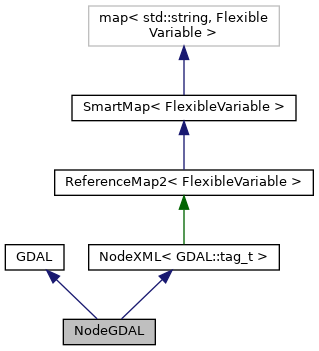 map< std::string, Flexible
Variable >
SmartMap< FlexibleVariable >
ReferenceMap2< FlexibleVariable >
GDAL
NodeXML< GDAL::tag_t >
NodeGDAL